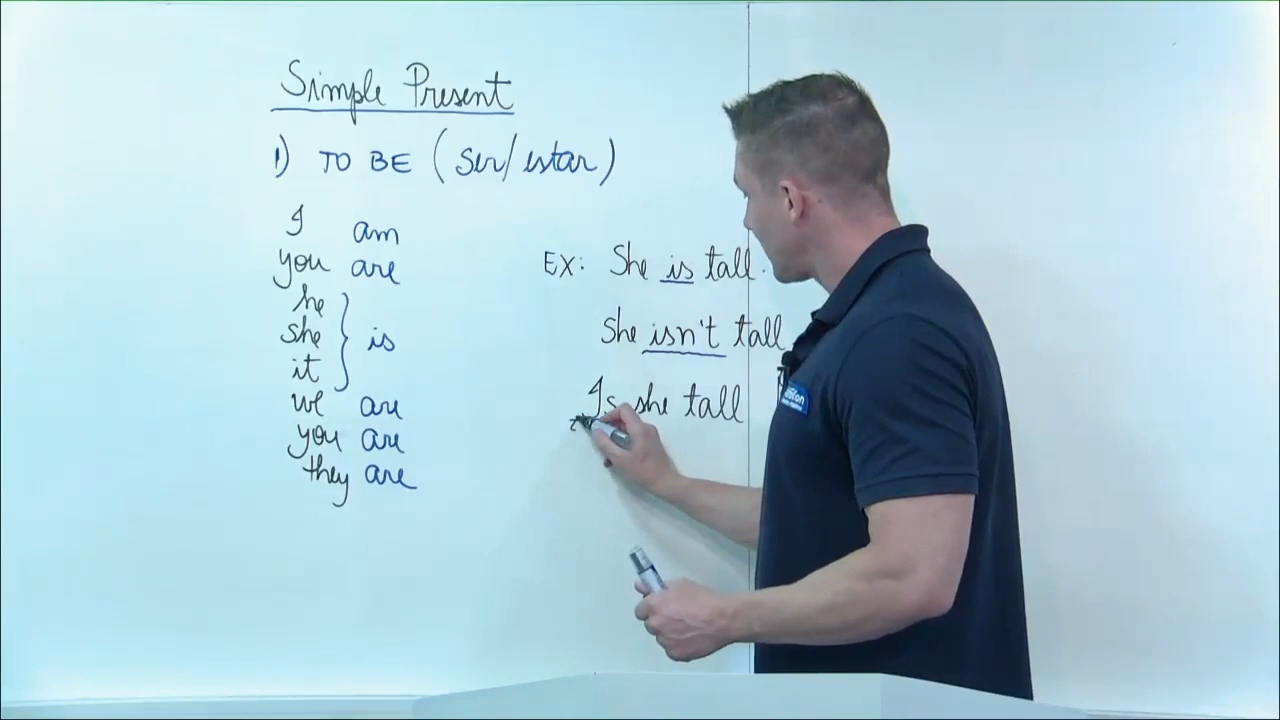 Simple Present
1) TO BE (ser/estar)
I am
you are
he
she is
it
we are
you are
they are
EX: She is tall.
She isn't tall
Is she tall